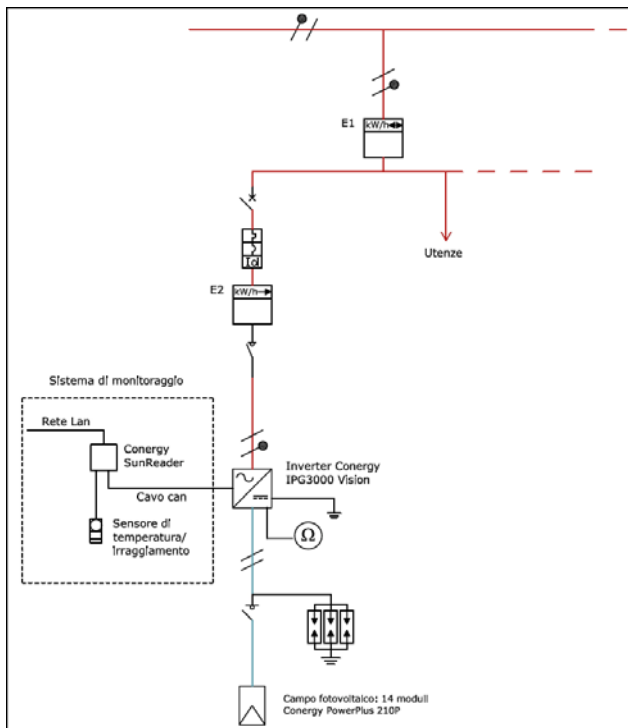 E1
kW/h
Utenze
Id
E2
kW/h
Sistema di monitoraggio
Rete Lan
Conergy
SunReader
Cavo can
Inverter Conergy
IPG3000 Vision
Sensore di
temperatura/
irraggiamento
Ω
Campo fotovoltaico: 14 moduli
Conergy PowerPlus 210P